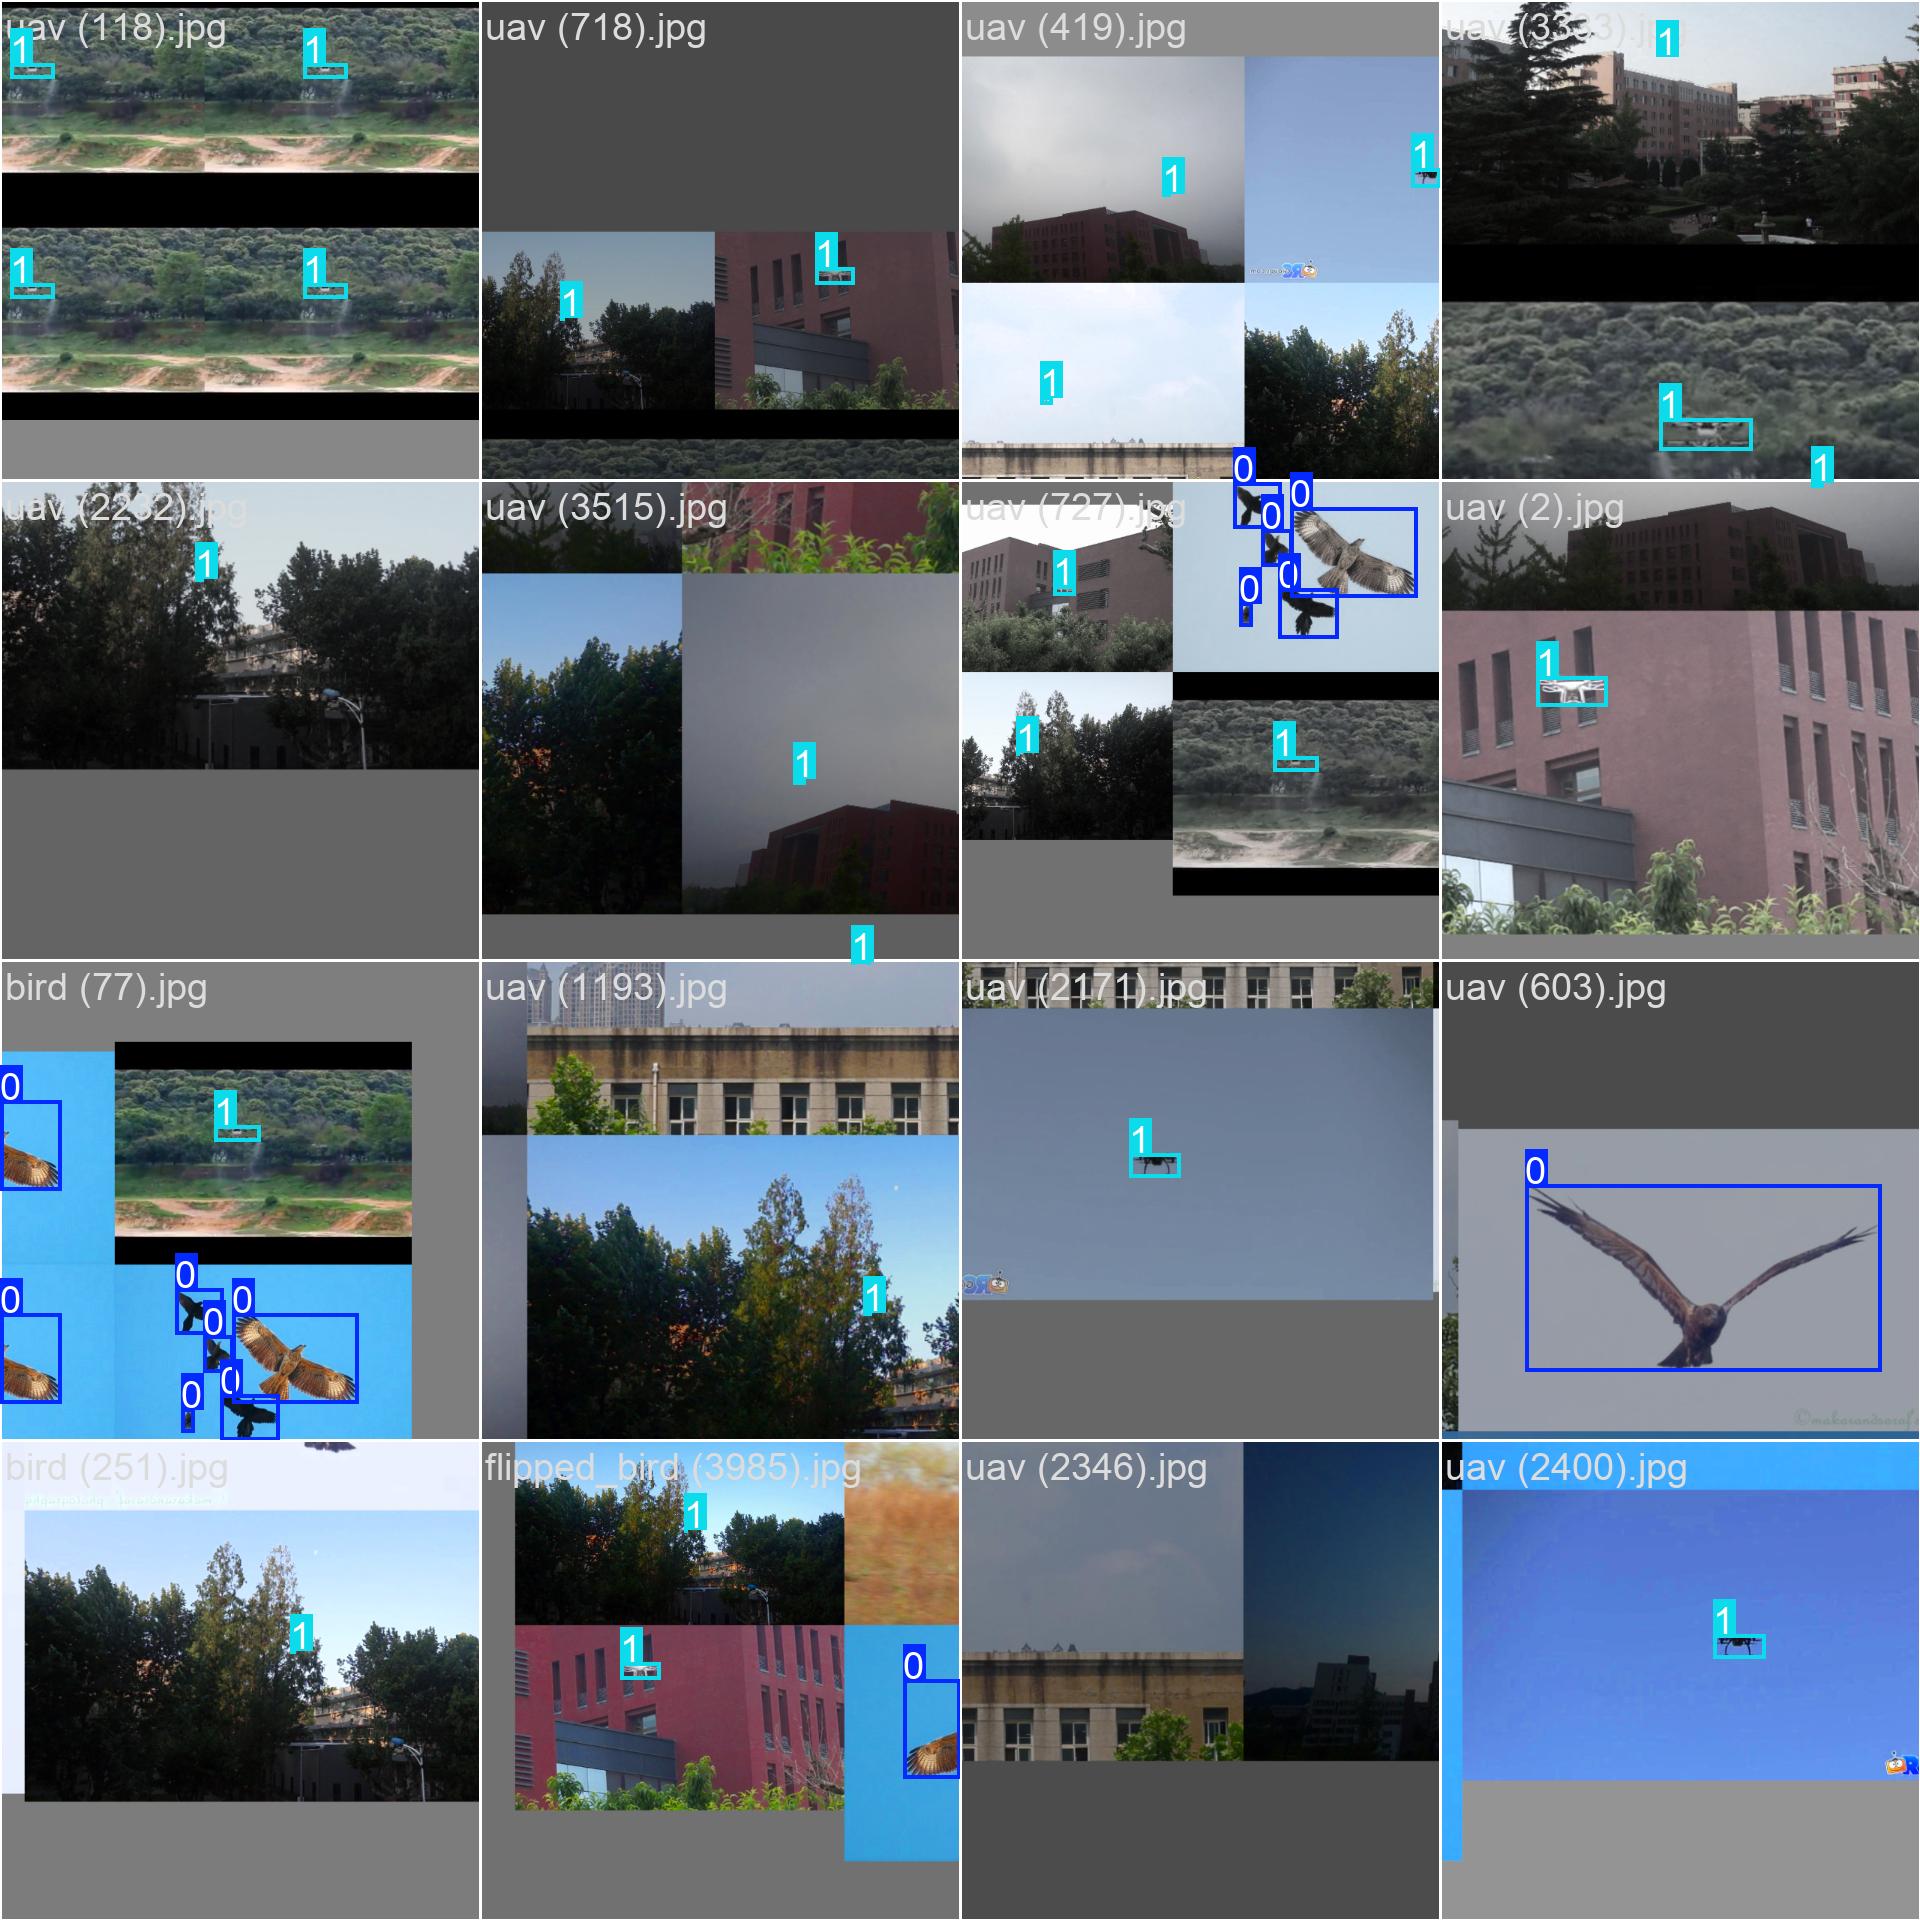 uav (118).jpg
1
1
1
1
uav (718).jpg
1
1
uav (419).jpg
1
1
1
uav (3333).jpg
1
1
1
uav (2232).jpg
1
uav (3515).jpg
1
1
uav (727).jpg
0
0
0
0
0
1
1
1
uav (2).jpg
1
bird (77).jpg
0
1
0
0
0
0
0
0
uav (1193).jpg
1
uav (2171).jpg
1
uav (603).jpg
0
bird (251).jpg
1
flipped_bird (3985).jpg
1
1
0
uav (2346).jpg
uav (2400).jpg
1